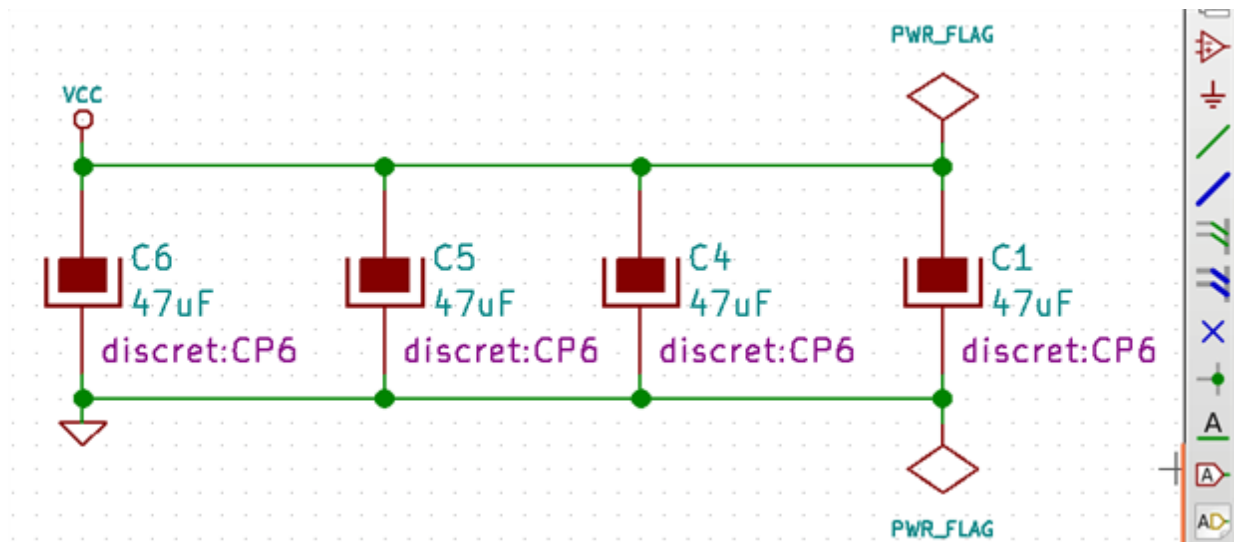 PWR_FLAG
VCC
C6
47uF
discret:CP6
C5
47uF
discret:CP6
C4
47uF
discret:CP6
C1
47uF
discret:CP6
PWR_FLAG
A
A
AD